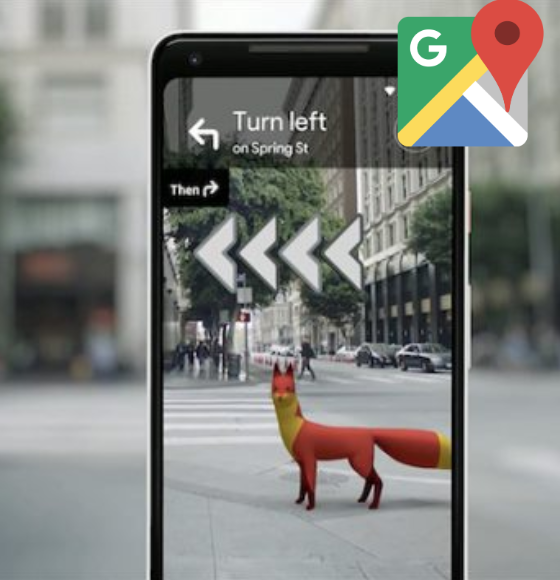 G
Turn left
on Spring St
Then